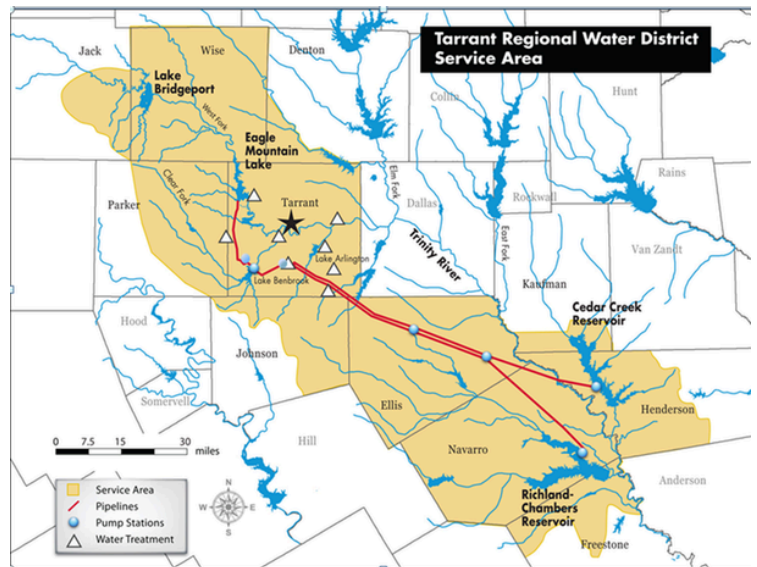 Tarrant Regional Water District
Service Area
Jack
Wise
Denton
Collin
Hunt
Lake
Bridgeport
West Fork
Eagle
Mountain
Lake
Elm Fork
Rains
Parker
Clear Fork
Tarrant
Dallas
Rockwall
East Fork
Van Zandt
Trinity River
Lake Arlington
Lake Benbrook
Kaufman
Cedar Creek
Reservoir
Hood
Johnson
Somervell
Ellis
Henderson
0 7.5 15 30 miles
Hill
Navarro
Anderson
Service Area
Pipelines
Pump Stations
Water Treatment
N
W E
S
Richland-
Chambers
Reservoir
Freestone